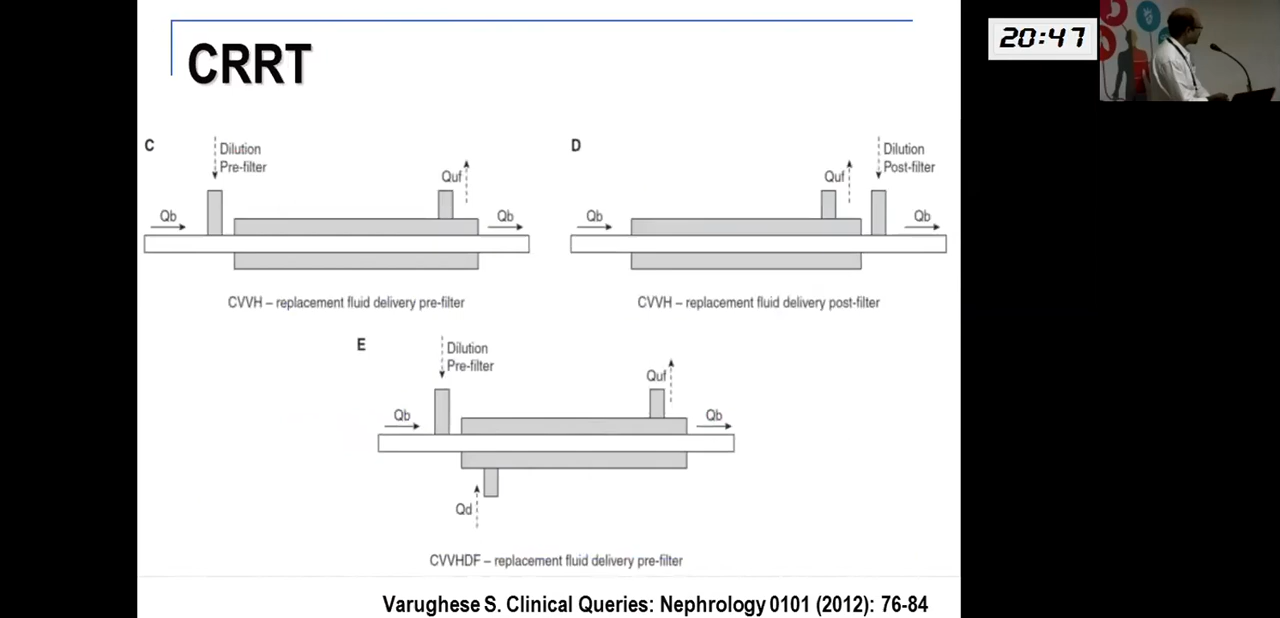 CRRT
20:47
C
Dilution
Pre-filter
Quf
Qb
Qb
CVVH – replacement fluid delivery pre-filter
D
Dilution
Post-filter
Quf
Qb
Qb
CVVH – replacement fluid delivery post-filter
E
Dilution
Pre-filter
Quf
Qb
Qb
Qd
CVVHDF – replacement fluid delivery pre-filter
Varughese S. Clinical Queries: Nephrology 0101 (2012): 76-84